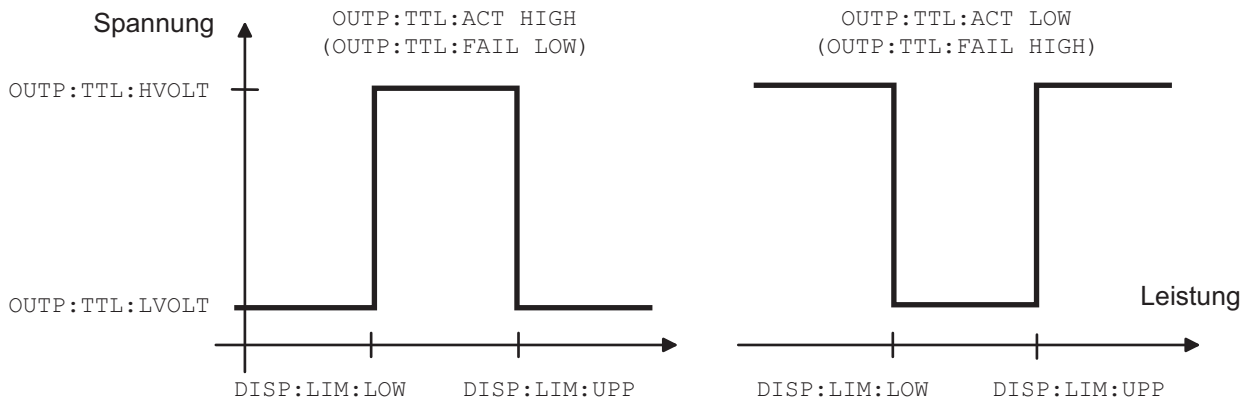 Spannung
OUTP:TTL:ACT HIGH
(OUTP:TTL:FAIL LOW)
OUTP:TTL:ACT LOW
(OUTP:TTL:FAIL HIGH)
OUTP:TTL:HVOLT
OUTP:TTL:LVOLT
Leistung
DISP:LIM:LOW
DISP:LIM:UPP
DISP:LIM:LOW
DISP:LIM:UPP